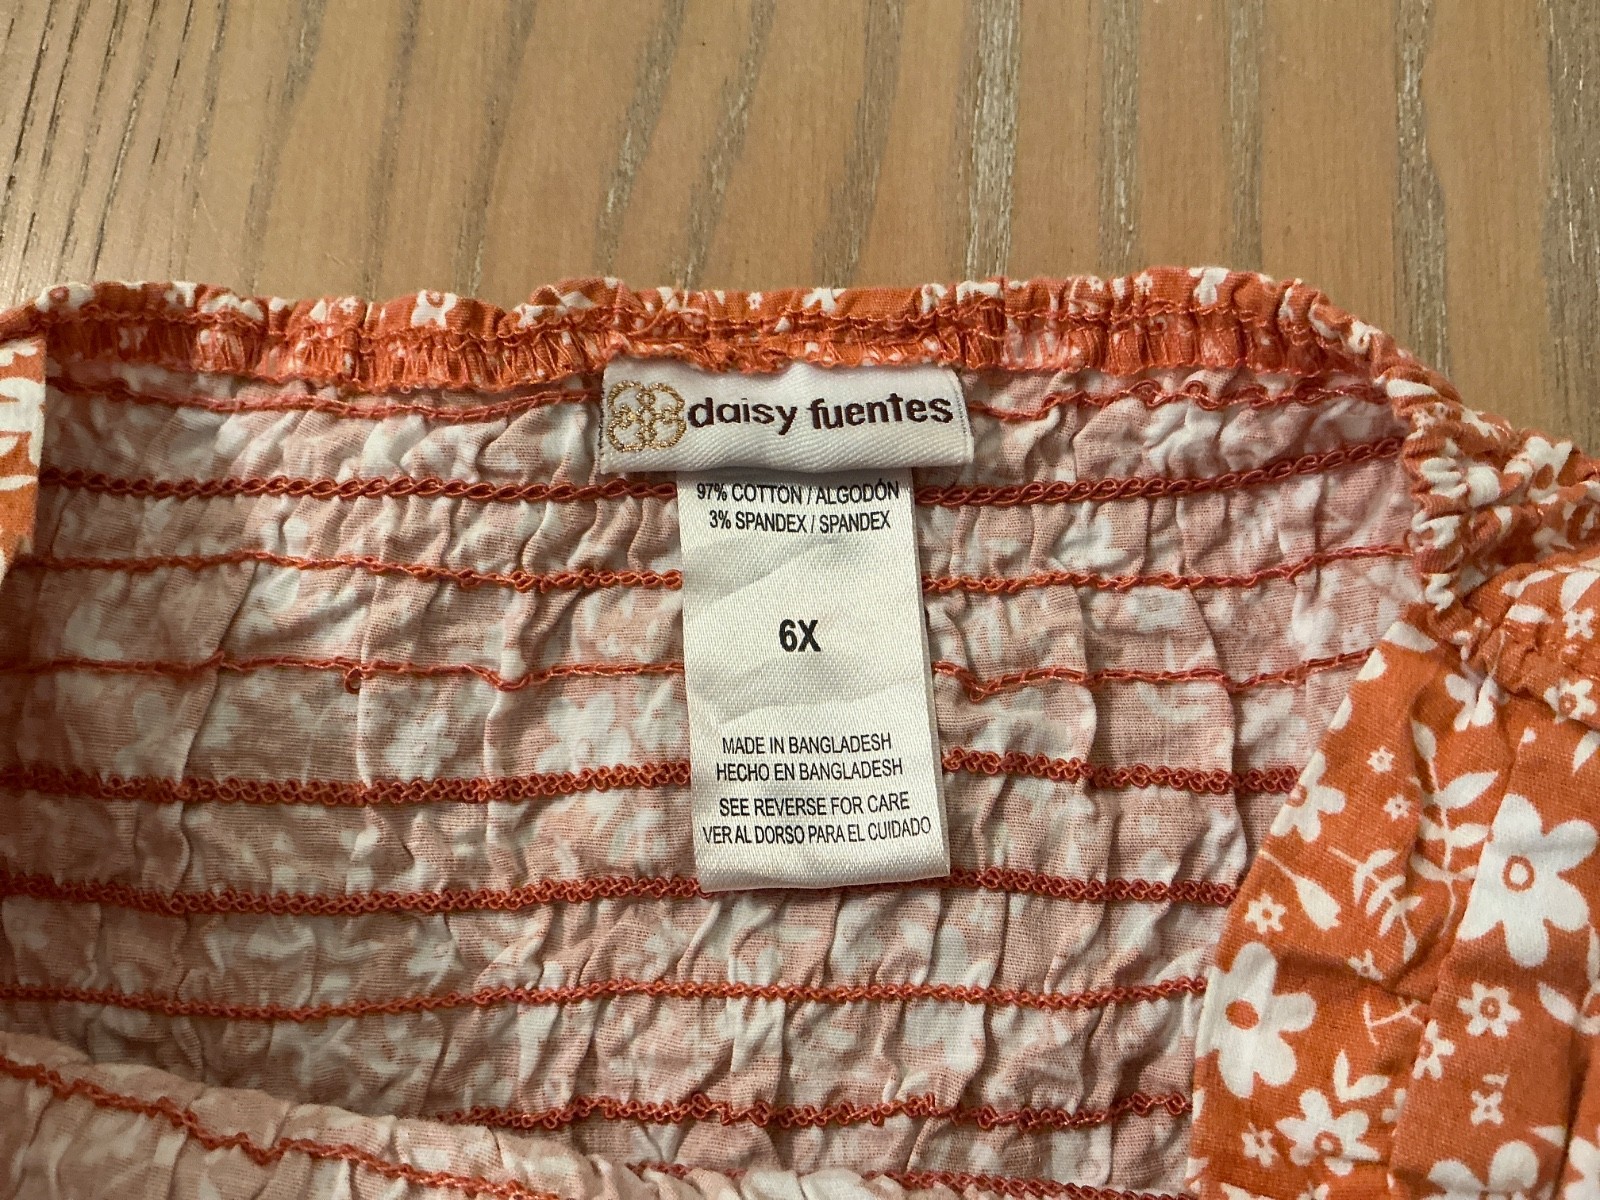 daisy fuentes
97% COTTON / ALGODÓN
3% SPANDEX / SPANDEX
6X
MADE IN BANGLADESH
HECHO EN BANGLADESH
SEE REVERSE FOR CARE
VER AL DORSO PARA EL CUIDADO